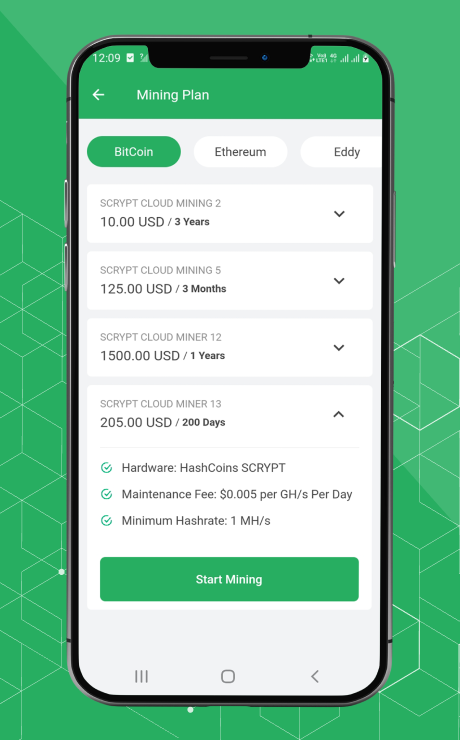 12:09
Mining Plan
BitCoin Ethereum Eddy
SCRYPT CLOUD MINING 2
10.00 USD / 3 Years
SCRYPT CLOUD MINING 5
125.00 USD / 3 Months
SCRYPT CLOUD MINER 12
1500.00 USD / 1 Years
SCRYPT CLOUD MINER 13
205.00 USD / 200 Days
Hardware: HashCoins SCRYPT
Maintenance Fee: $0.005 per GH/s Per Day
Minimum Hashrate: 1 MH/s
Start Mining